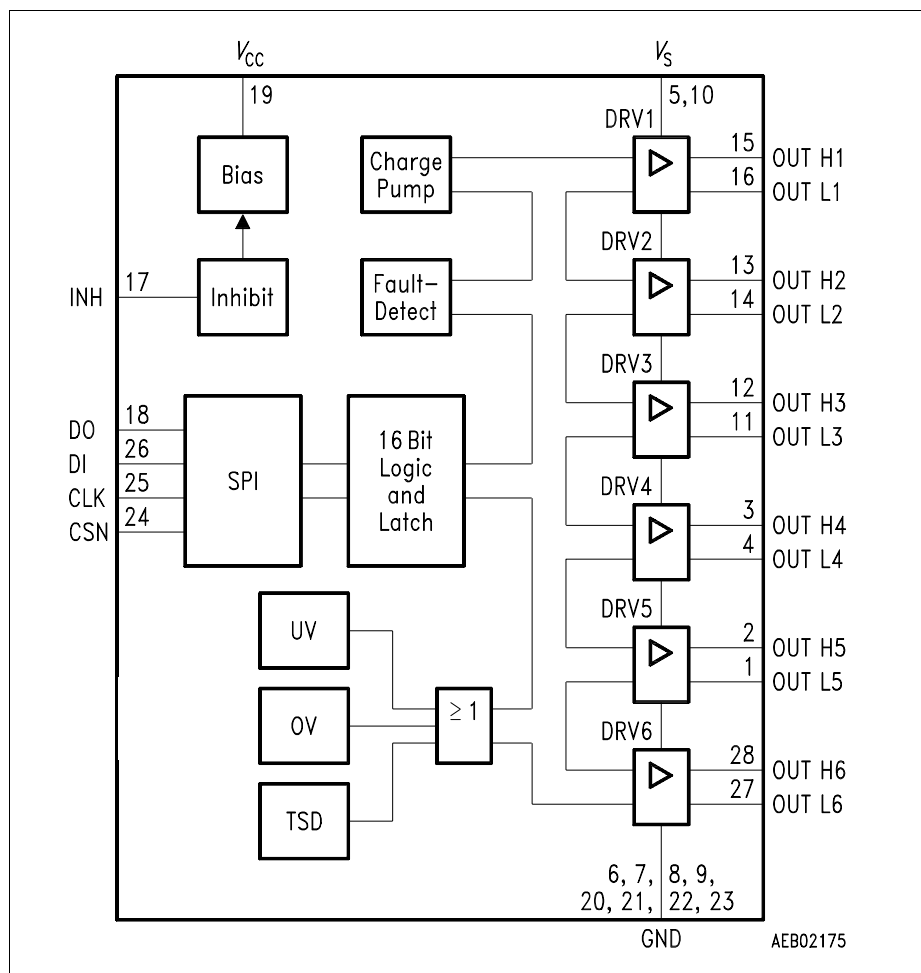 VCC
VS
19
5,10
DRV1
Bias
Charge
Pump
15
OUT H1
16
OUT L1
DRV2
INH
17
Inhibit
Fault–
Detect
13
OUT H2
14
OUT L2
DRV3
12
OUT H3
11
OUT L3
DO
18
DI
26
CLK
25
CSN
24
SPI
16 Bit
Logic
and
Latch
DRV4
3
OUT H4
4
OUT L4
UV
DRV5
2
OUT H5
1
OUT L5
OV
≥ 1
DRV6
28
OUT H6
27
OUT L6
TSD
6, 7,
8, 9,
20, 21,
22, 23
GND
AEB02175